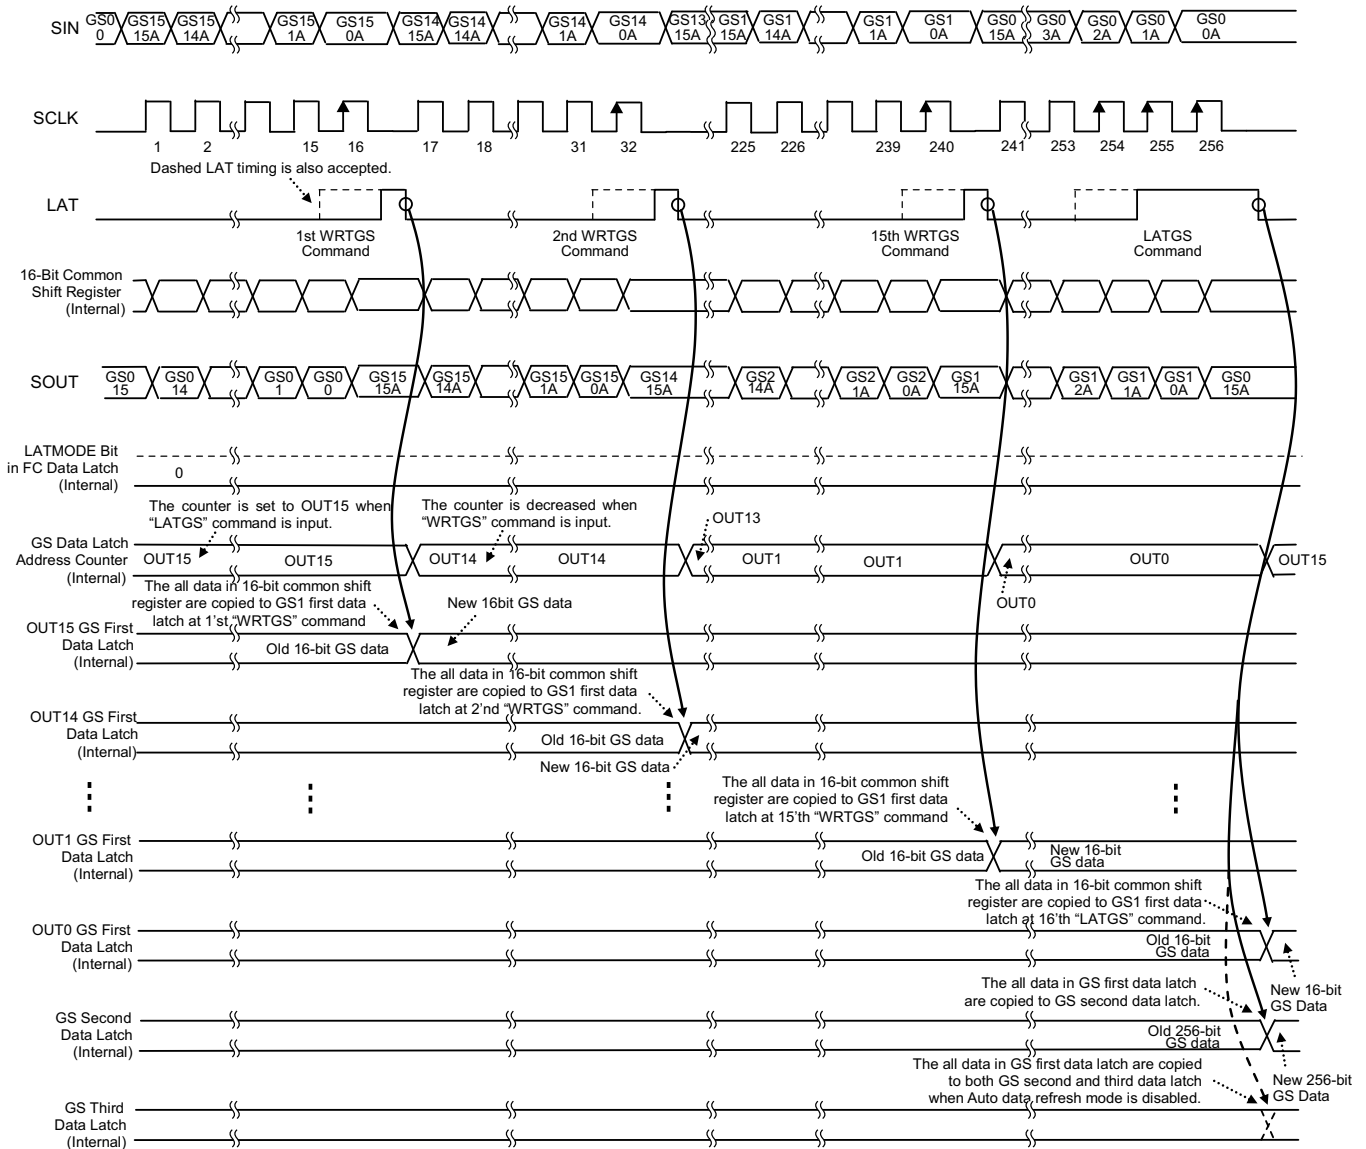 SIN
GS0 0
GS15 15A
GS15 14A
GS15 1A
GS15 0A
GS14 15A
GS14 14A
GS14 1A
GS14 0A
GS13 15A
GS1 15A
GS1 14A
GS1 1A
GS1 0A
GS0 15A
GS0 3A
GS0 2A
GS0 1A
GS0 0A
SCLK
1 2 15 16 17 18 31 32 225 226 239 240 241 253 254 255 256
Dashed LAT timing is also accepted.
LAT
1st WRTGS
Command
2nd WRTGS
Command
15th WRTGS
Command
LATGS
Command
16-Bit Common
Shift Register
(Internal)
SOUT
GS0 15
GS0 14
GS0 1
GS0 0
GS15 15A
GS15 14A
GS15 1A
GS15 0A
GS14 15A
GS2 14A
GS2 1A
GS2 0A
GS1 15A
GS1 2A
GS1 1A
GS1 0A
GS0 15A
LATMODE Bit
in FC Data Latch
(Internal)
0
The counter is set to OUT15 when
“LATGS” command is input.
The counter is decreased when
“WRTGS” command is input.
OUT13
GS Data Latch
Address Counter
(Internal)
OUT15 OUT15 OUT14 OUT14 OUT1 OUT1 OUT0 OUT15
OUT0
The all data in 16-bit common shift
register are copied to GS1 first data
latch at 1’st “WRTGS” command
New 16bit GS data
OUT15 GS First
Data Latch
(Internal)
Old 16-bit GS data
The all data in 16-bit common shift
register are copied to GS1 first data
latch at 2’nd “WRTGS” command.
OUT14 GS First
Data Latch
(Internal)
Old 16-bit GS data
New 16-bit GS data
The all data in 16-bit common shift
register are copied to GS1 first data
latch at 15’th “WRTGS” command
OUT1 GS First
Data Latch
(Internal)
Old 16-bit GS data
New 16-bit
GS data
The all data in 16-bit common shift
register are copied to GS1 first data
latch at 16’th “LATGS” command.
OUT0 GS First
Data Latch
(Internal)
Old 16-bit
GS data
New 16-bit
GS Data
The all data in GS first data latch
are copied to GS second data latch.
GS Second
Data Latch
(Internal)
Old 256-bit
GS data
New 256-bit
GS Data
The all data in GS first data latch are copied
to both GS second and third data latch
when Auto data refresh mode is disabled.
GS Third
Data Latch
(Internal)